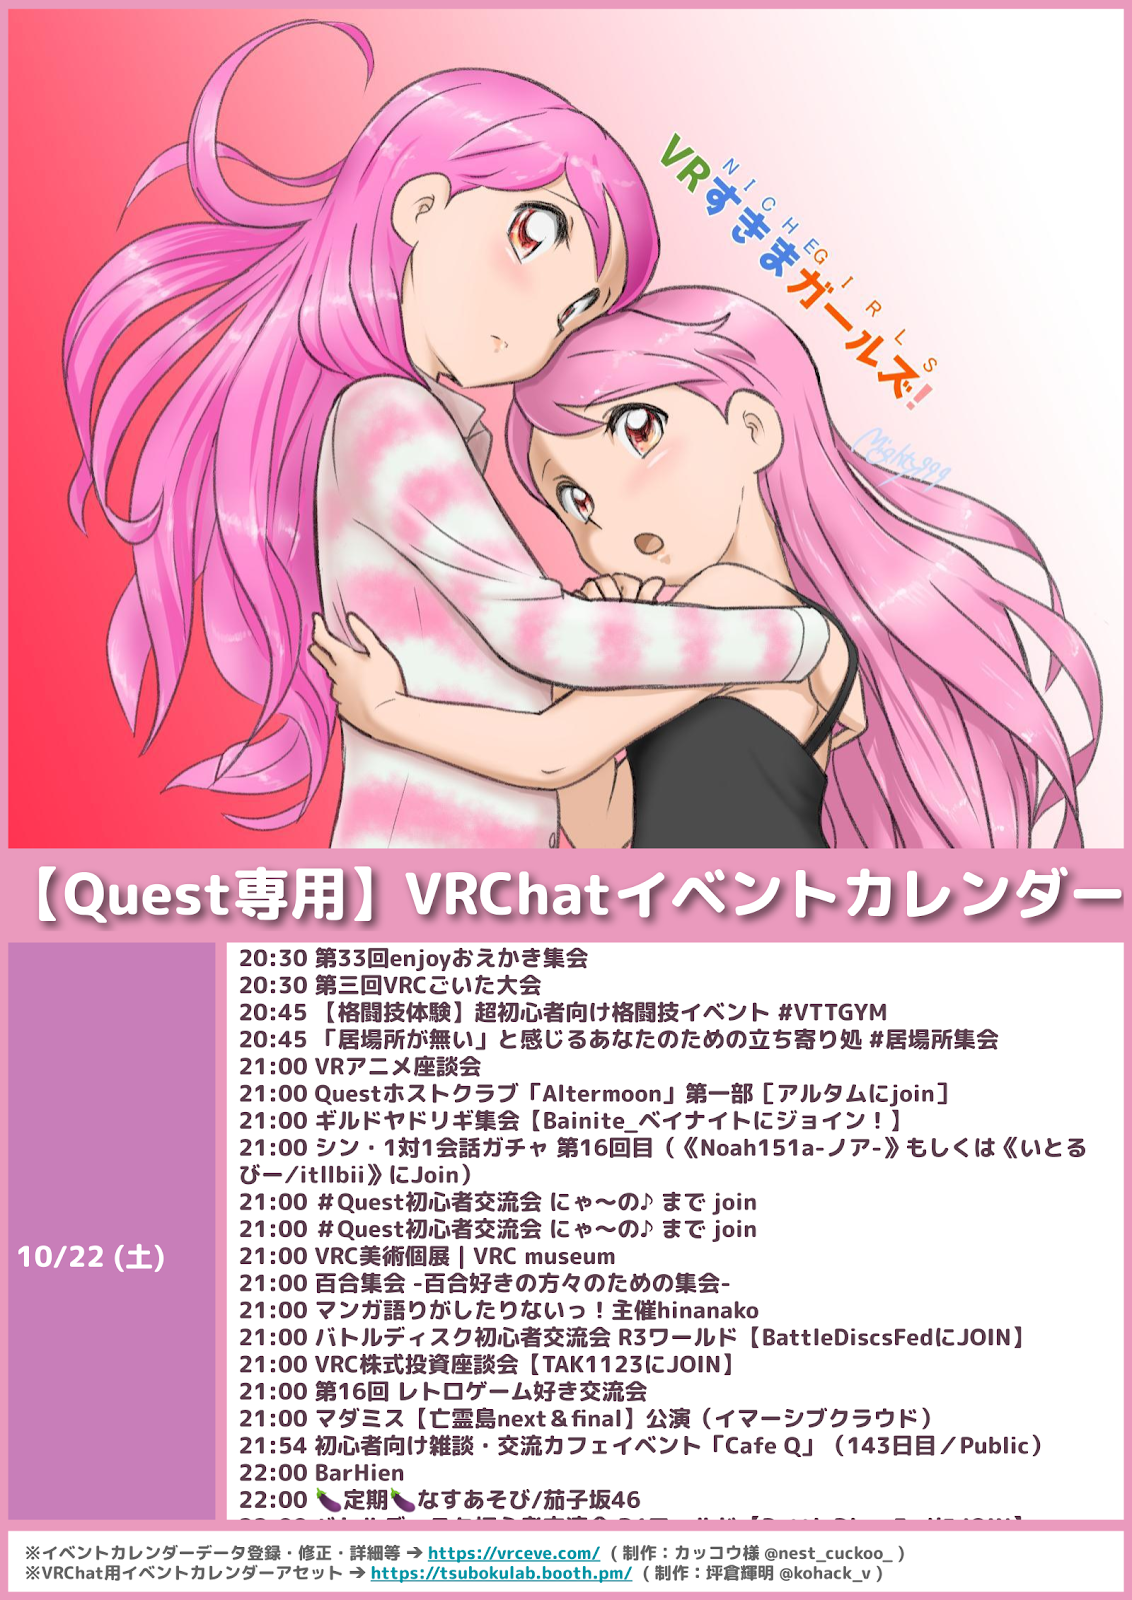 NICHE GIRLS
VRすきまガールズ!
Mighty999
【Quest専用】VRChatイベントカレンダー
10/22 (土)
20:30 第33回enjoyおえかき集会
20:30 第三回VRCごいた大会
20:45 【格闘技体験】超初心者向け格闘技イベント #VTTGYM
20:45 「居場所が無い」と感じるあなたのための立ち寄り処 #居場所集会
21:00 VRアニメ座談会
21:00 Questホストクラブ「Altermoon」第一部［アルタムにjoin］
21:00 ギルドヤドリギ集会【Bainite_ベイナイトにジョイン！】
21:00 シン・1対1会話ガチャ 第16回目（《Noah151a-ノア-》もしくは《いとる
びー/itllbii》にJoin）
21:00 ＃Quest初心者交流会 にゃ～の♪ まで join
21:00 ＃Quest初心者交流会 にゃ～の♪ まで join
21:00 VRC美術個展 | VRC museum
21:00 百合集会 -百合好きの方々のための集会-
21:00 マンガ語りがしたりないっ！主催hinanako
21:00 バトルディスク初心者交流会 R3ワールド【BattleDiscsFedにJOIN】
21:00 VRC株式投資座談会【TAK1123にJOIN】
21:00 第16回 レトロゲーム好き交流会
21:00 マダミス【亡霊島next＆final】公演（イマーシブクラウド）
21:54 初心者向け雑談・交流カフェイベント「Cafe Q」（143日目／Public）
22:00 BarHien
22:00 🍆定期🍆なすあそび/茄子坂46
※イベントカレンダーデータ登録・修正・詳細等 ➔ https://vrceve.com/ （ 制作：カッコウ様 @nest_cuckoo_ ）
※VRChat用イベントカレンダーアセット ➔ https://tsubokulab.booth.pm/ （ 制作：坪倉輝明 @kohack_v ）